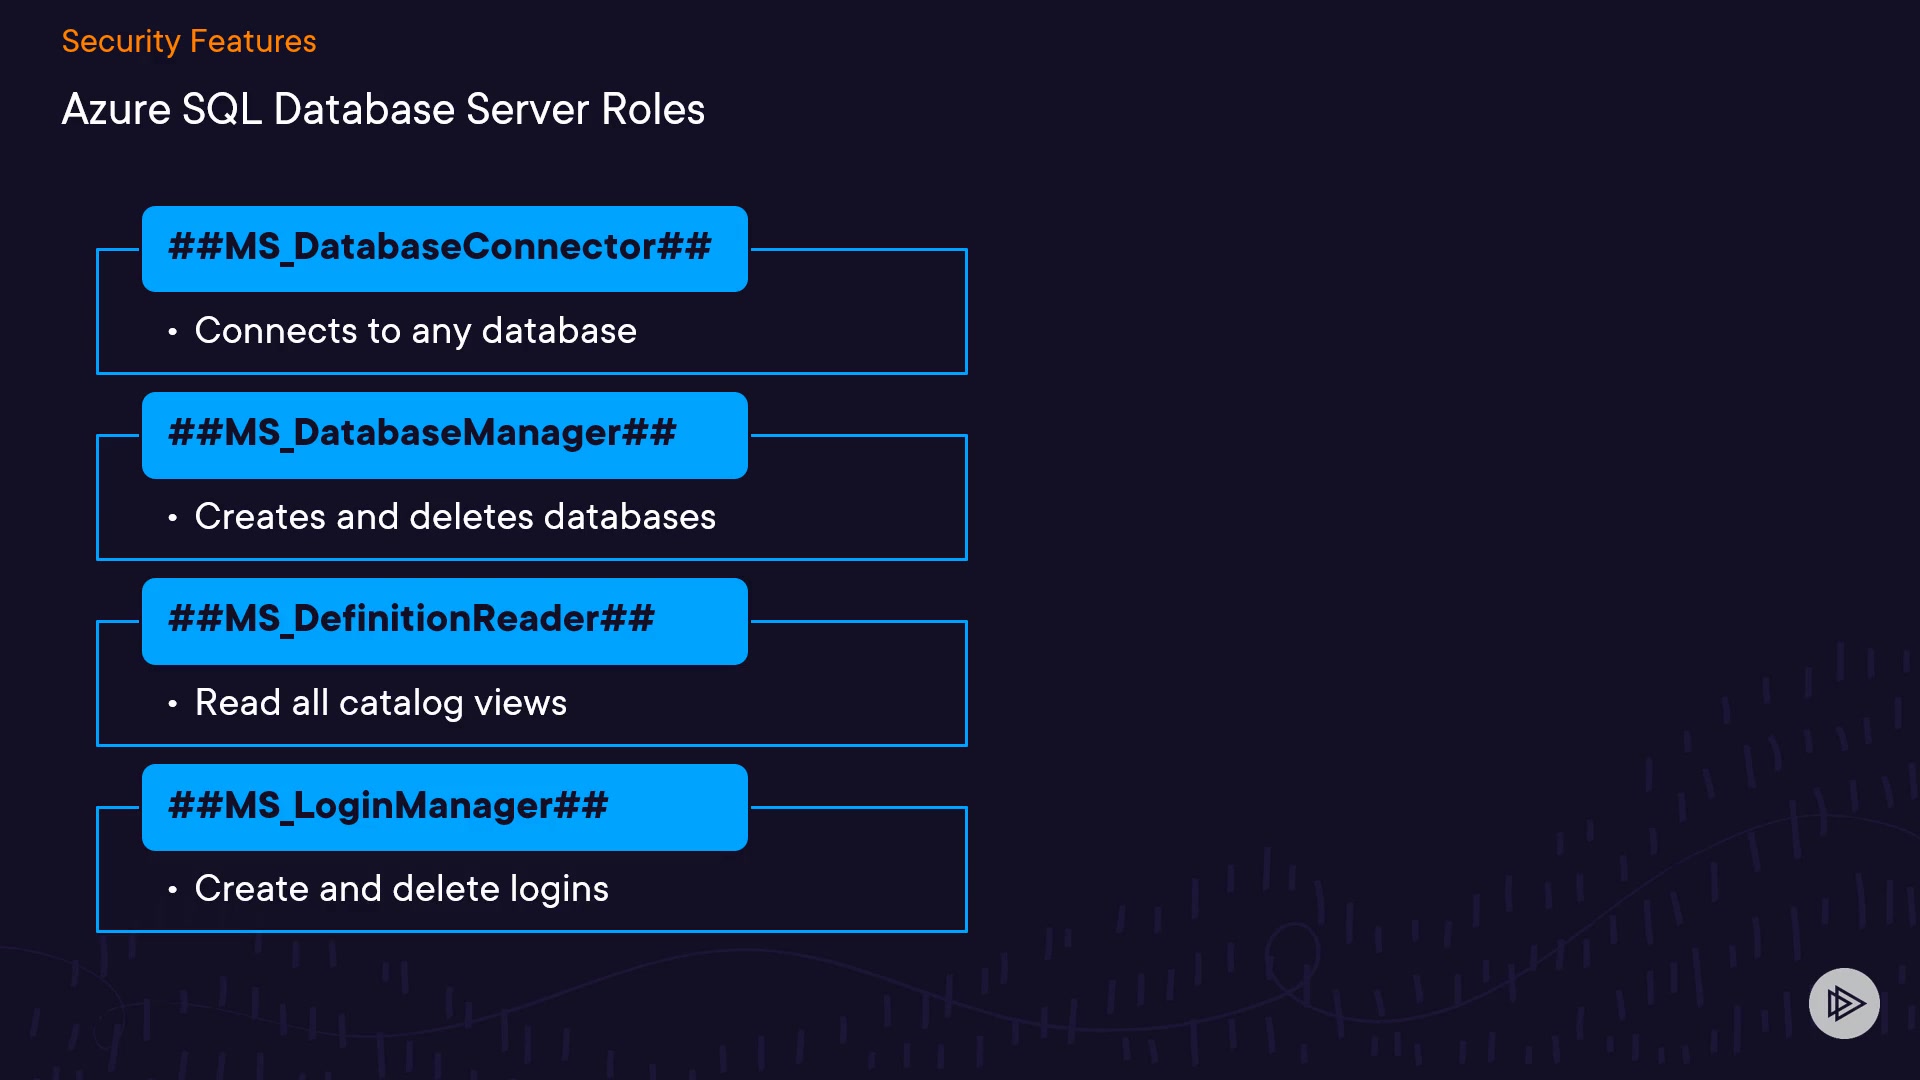 Security Features
Azure SQL Database Server Roles
##MS_DatabaseConnector##
• Connects to any database
##MS_DatabaseManager##
• Creates and deletes databases
##MS_DefinitionReader##
• Read all catalog views
##MS_LoginManager##
• Create and delete logins